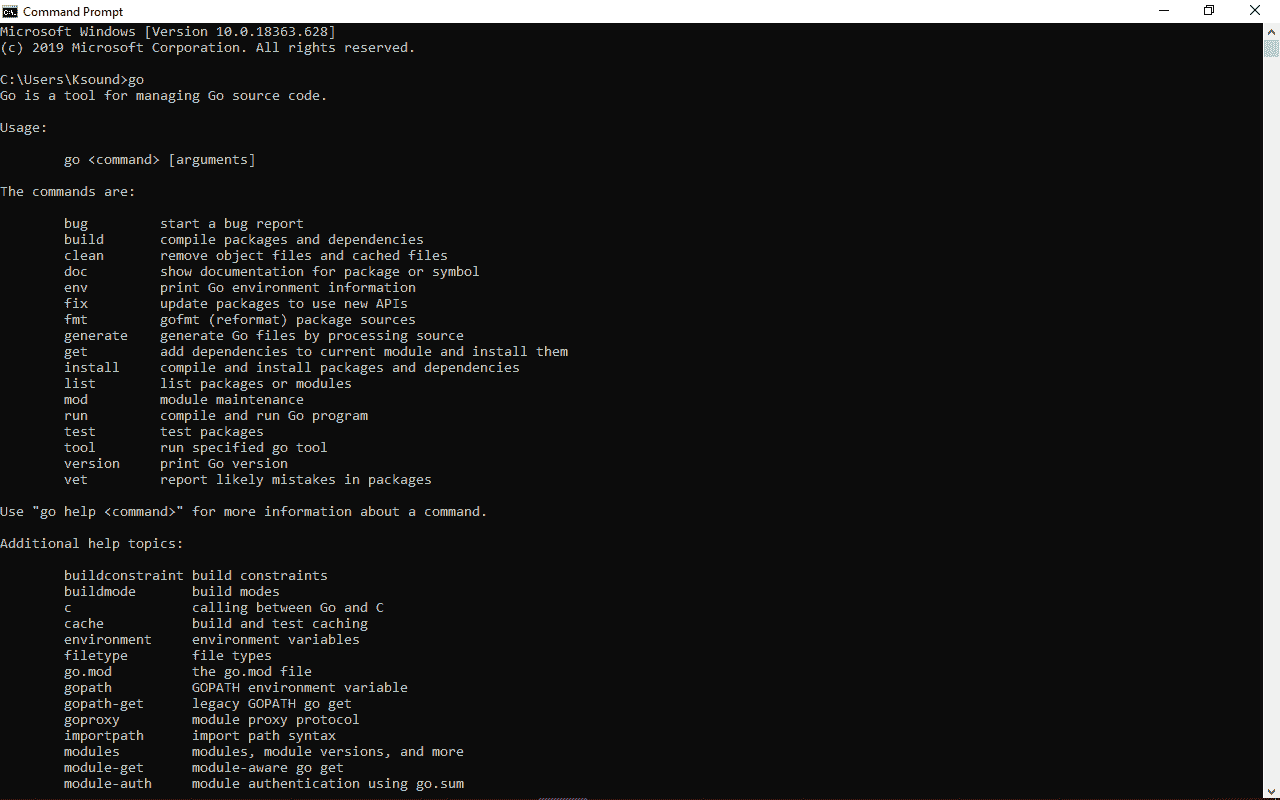 Command Prompt
Microsoft Windows [Version 10.0.18363.628]
(c) 2019 Microsoft Corporation. All rights reserved.
C:\Users\Ksound>go
Go is a tool for managing Go source code.
Usage:
go <command> [arguments]
The commands are:
bug start a bug report
build compile packages and dependencies
clean remove object files and cached files
doc show documentation for package or symbol
env print Go environment information
fix update packages to use new APIs
fmt gofmt (reformat) package sources
generate generate Go files by processing source
get add dependencies to current module and install them
install compile and install packages and dependencies
list list packages or modules
mod module maintenance
run compile and run Go program
test test packages
tool run specified go tool
version print Go version
vet report likely mistakes in packages
Use "go help <command>" for more information about a command.
Additional help topics:
buildconstraint build constraints
buildmode build modes
c calling between Go and C
cache build and test caching
environment environment variables
filetype file types
go.mod the go.mod file
gopath GOPATH environment variable
gopath-get legacy GOPATH go get
goproxy module proxy protocol
importpath import path syntax
modules modules, module versions, and more
module-get module-aware go get
module-auth module authentication using go.sum